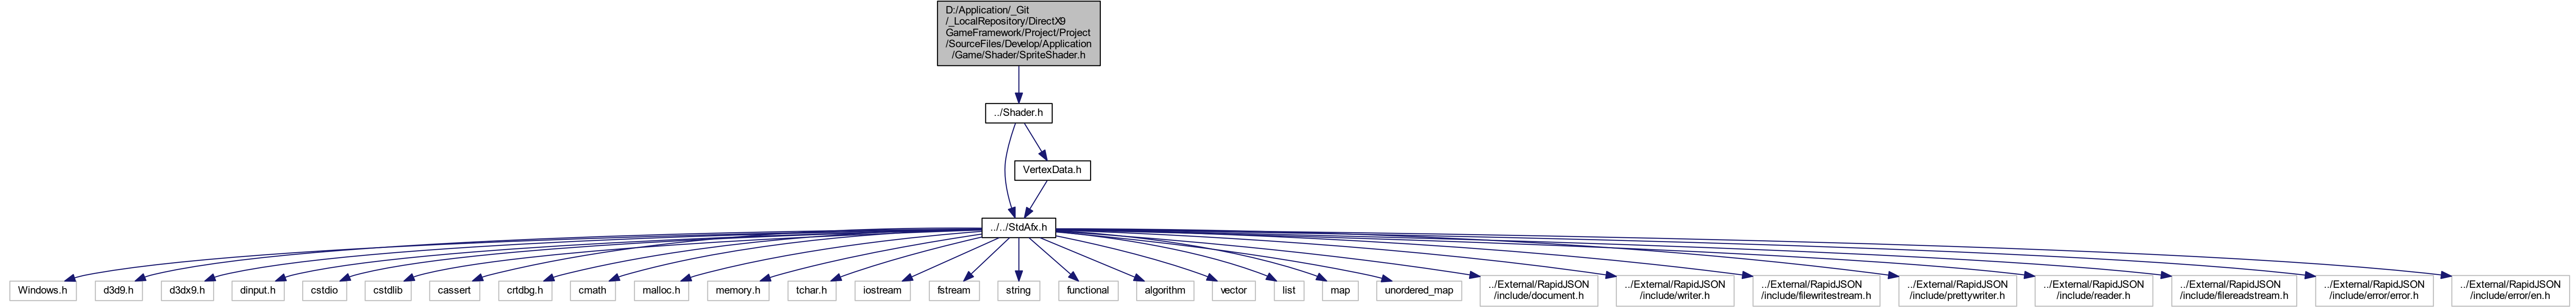 D:/Application/_Git
/_LocalRepository/DirectX9
GameFramework/Project/Project
/SourceFiles/Develop/Application
/Game/Shader/SpriteShader.h
../Shader.h
VertexData.h
../../StdAfx.h
Windows.h
d3d9.h
d3dx9.h
dinput.h
cstdio
cstdlib
cassert
crtdbg.h
cmath
malloc.h
memory.h
tchar.h
iostream
fstream
string
functional
algorithm
vector
list
map
unordered_map
../External/RapidJSON
/include/document.h
../External/RapidJSON
/include/writer.h
../External/RapidJSON
/include/filewritestream.h
../External/RapidJSON
/include/prettywriter.h
../External/RapidJSON
/include/reader.h
../External/RapidJSON
/include/filereadstream.h
../External/RapidJSON
/include/error/error.h
../External/RapidJSON
/include/error/en.h